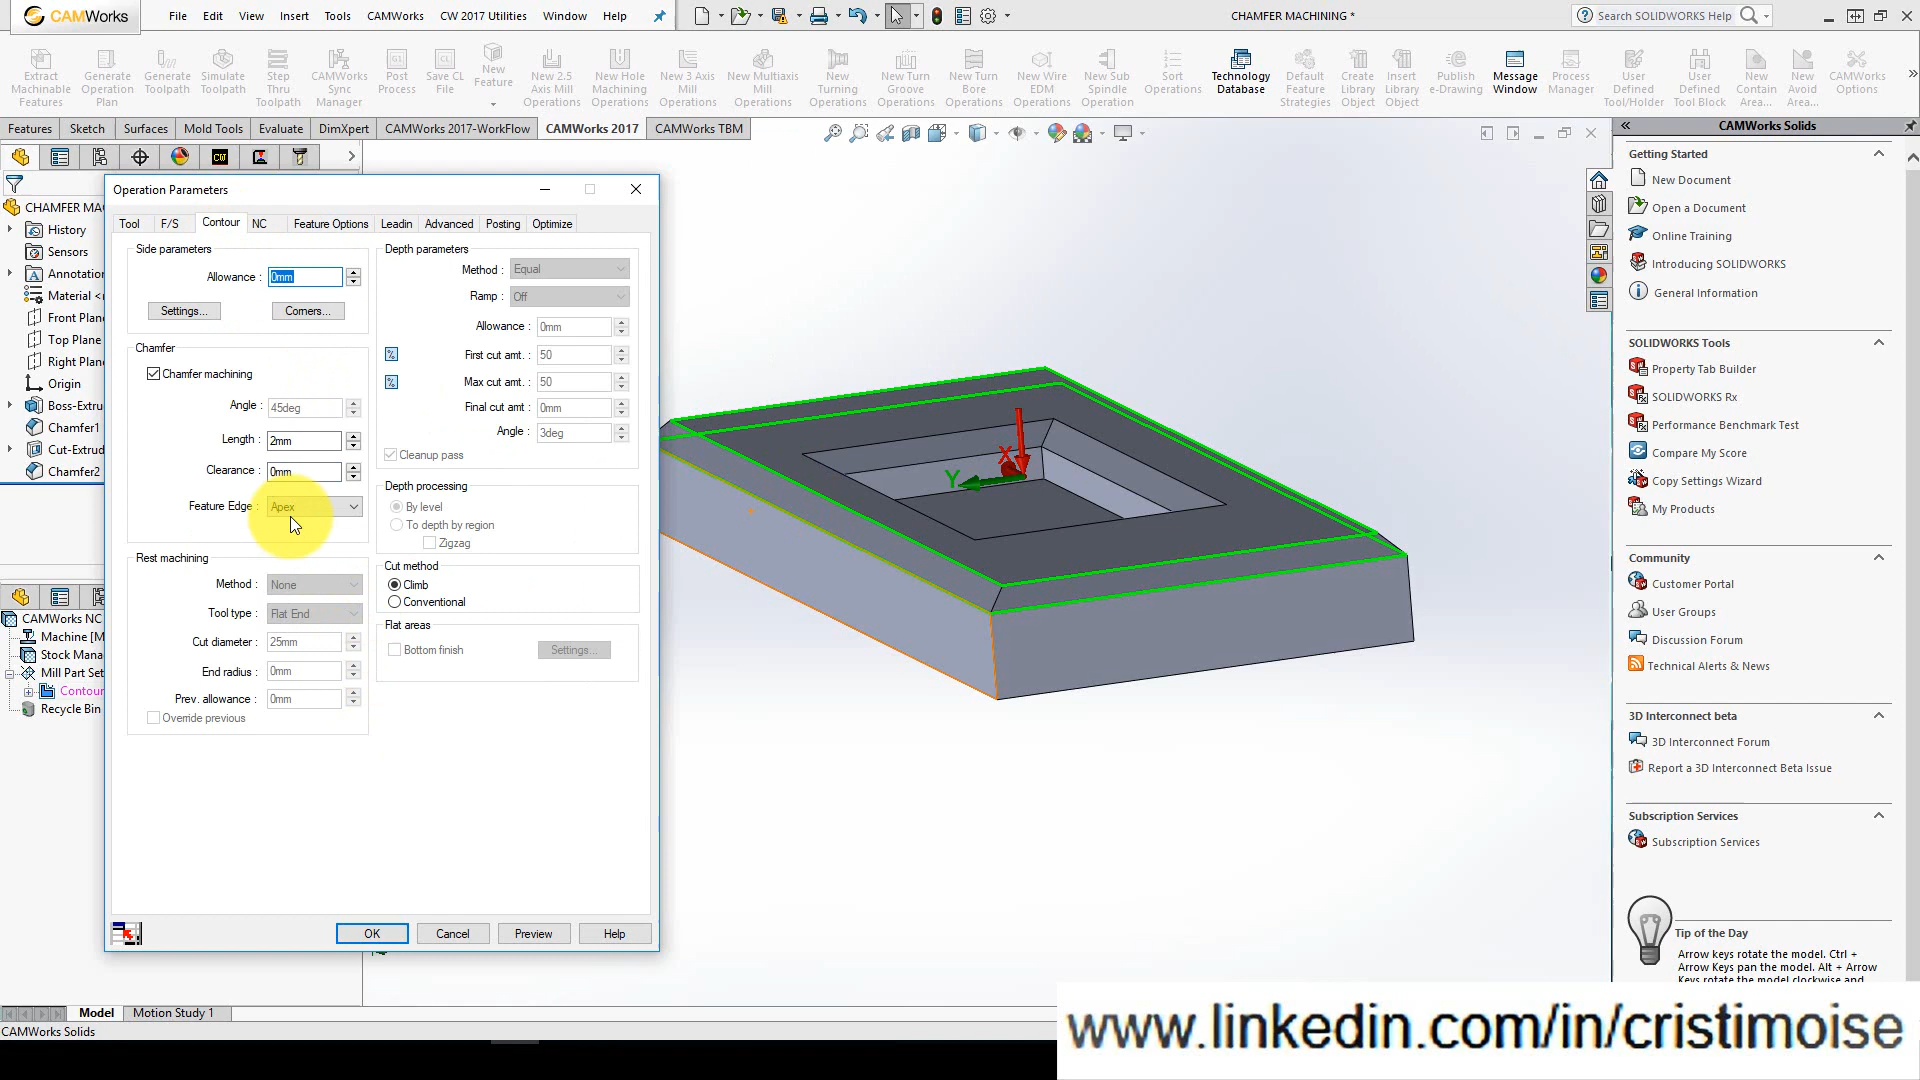 CAMWorks
File Edit View Insert Tools CAMWorks CW 2017 Utilities Window Help
CHAMFER MACHINING *
Search SOLIDWORKS Help
Extract Machinable Features
Generate Operation Plan
Generate Toolpath
Simulate Toolpath
Step Thru Toolpath
CAMWorks Sync Manager
Post Process
Save CL File
New Feature
New 2.5 Axis Mill Operations
New Hole Machining Operations
New 3 Axis Mill Operations
New Multiaxis Mill Operations
New Turning Operations
New Turn Groove Operations
New Turn Bore Operations
New Wire EDM Operations
New Sub Spindle Operation
Sort Operations
Technology Database
Default Feature Strategies
Create Library Object
Insert Library Object
Publish e-Drawing
Message Window
Process Manager
User Defined Tool/Holder
User Defined Tool Block
New Contain Area...
New Avoid Area...
CAMWorks Options
Features Sketch Surfaces Mold Tools Evaluate DimXpert CAMWorks 2017-WorkFlow CAMWorks 2017 CAMWorks TBM
CHAMFER MA
History
Sensors
Annotation
Material <
Front Plane
Top Plane
Right Plane
Origin
Boss-Extru
Chamfer1
Cut-Extrud
Chamfer2
CAMWorks NC
Machine [M
Stock Mana
Mill Part Set
Contou
Recycle Bin
Operation Parameters
Tool F/S Contour NC Feature Options Leadin Advanced Posting Optimize
Side parameters
Allowance : 0mm
Settings... Corners...
Chamfer
Chamfer machining
Angle : 45deg
Length : 2mm
Clearance : 0mm
Feature Edge : Apex
Rest machining
Method : None
Tool type : Flat End
Cut diameter : 25mm
End radius : 0mm
Prev. allowance : 0mm
Override previous
Depth parameters
Method : Equal
Ramp : Off
Allowance : 0mm
% First cut amt. : 50
% Max cut amt. : 50
Final cut amt : 0mm
Angle : 3deg
Cleanup pass
Depth processing
By level
To depth by region
Zigzag
Cut method
Climb
Conventional
Flat areas
Bottom finish Settings...
OK Cancel Preview Help
X
Y
CAMWorks Solids
Getting Started
New Document
Open a Document
Online Training
Introducing SOLIDWORKS
General Information
SOLIDWORKS Tools
Property Tab Builder
SOLIDWORKS Rx
Performance Benchmark Test
Compare My Score
Copy Settings Wizard
My Products
Community
Customer Portal
User Groups
Discussion Forum
Technical Alerts & News
3D Interconnect beta
3D Interconnect Forum
Report a 3D Interconnect Beta Issue
Subscription Services
Subscription Services
Tip of the Day
Arrow keys rotate the model. Ctrl +
Arrow Keys pan the model. Alt + Arrow
Keys rotate the model clockwise and
Model Motion Study 1
CAMWorks Solids
www.linkedin.com/in/cristimoise